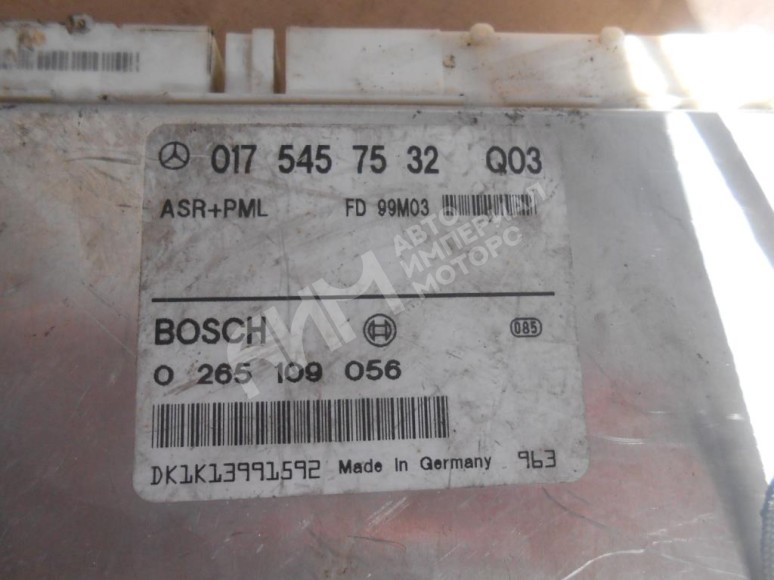 017 545 75 32 Q03
ASR+PML FD 99M03
АИМ АВТО ИМПЕРИАЛ МОТОРС
BOSCH 085
0 265 109 056
DK1K13991592 Made in Germany 963